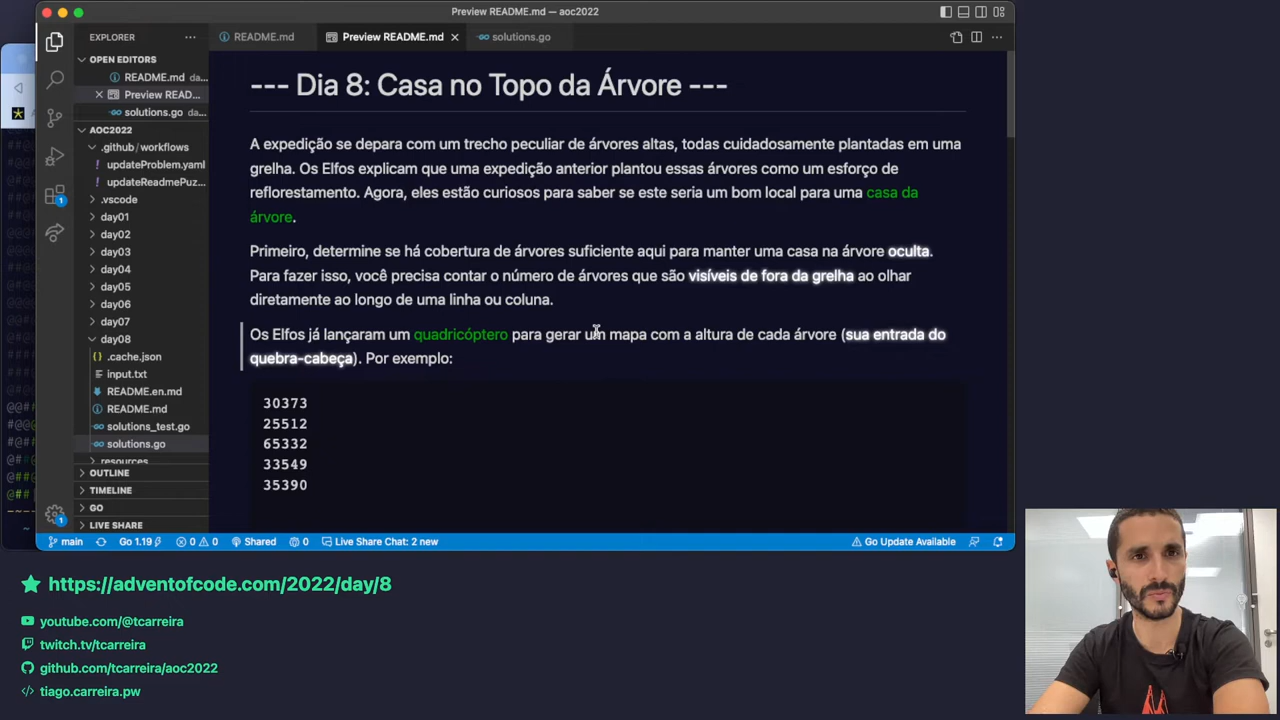 Preview README.md — aoc2022
EXPLORER
README.md
Preview README.md
solutions.go
OPEN EDITORS
README.md da...
Preview READ...
solutions.go da...
AOC2022
.github/workflows
updateProblem.yaml
updateReadmePuz...
.vscode
day01
day02
day03
day04
day05
day06
day07
day08
.cache.json
input.txt
README.en.md
README.md
solutions_test.go
solutions.go
resources
OUTLINE
TIMELINE
GO
LIVE SHARE
--- Dia 8: Casa no Topo da Árvore ---
A expedição se depara com um trecho peculiar de árvores altas, todas cuidadosamente plantadas em uma
grelha. Os Elfos explicam que uma expedição anterior plantou essas árvores como um esforço de
reflorestamento. Agora, eles estão curiosos para saber se este seria um bom local para uma casa da
árvore.
Primeiro, determine se há cobertura de árvores suficiente aqui para manter uma casa na árvore oculta.
Para fazer isso, você precisa contar o número de árvores que são visíveis de fora da grelha ao olhar
diretamente ao longo de uma linha ou coluna.
Os Elfos já lançaram um quadricóptero para gerar um mapa com a altura de cada árvore (sua entrada do
quebra-cabeça). Por exemplo:
30373
25512
65332
33549
35390
main
Go 1.19
0
0
Shared
0
Live Share Chat: 2 new
Go Update Available
https://adventofcode.com/2022/day/8
youtube.com/@tcarreira
twitch.tv/tcarreira
github.com/tcarreira/aoc2022
tiago.carreira.pw